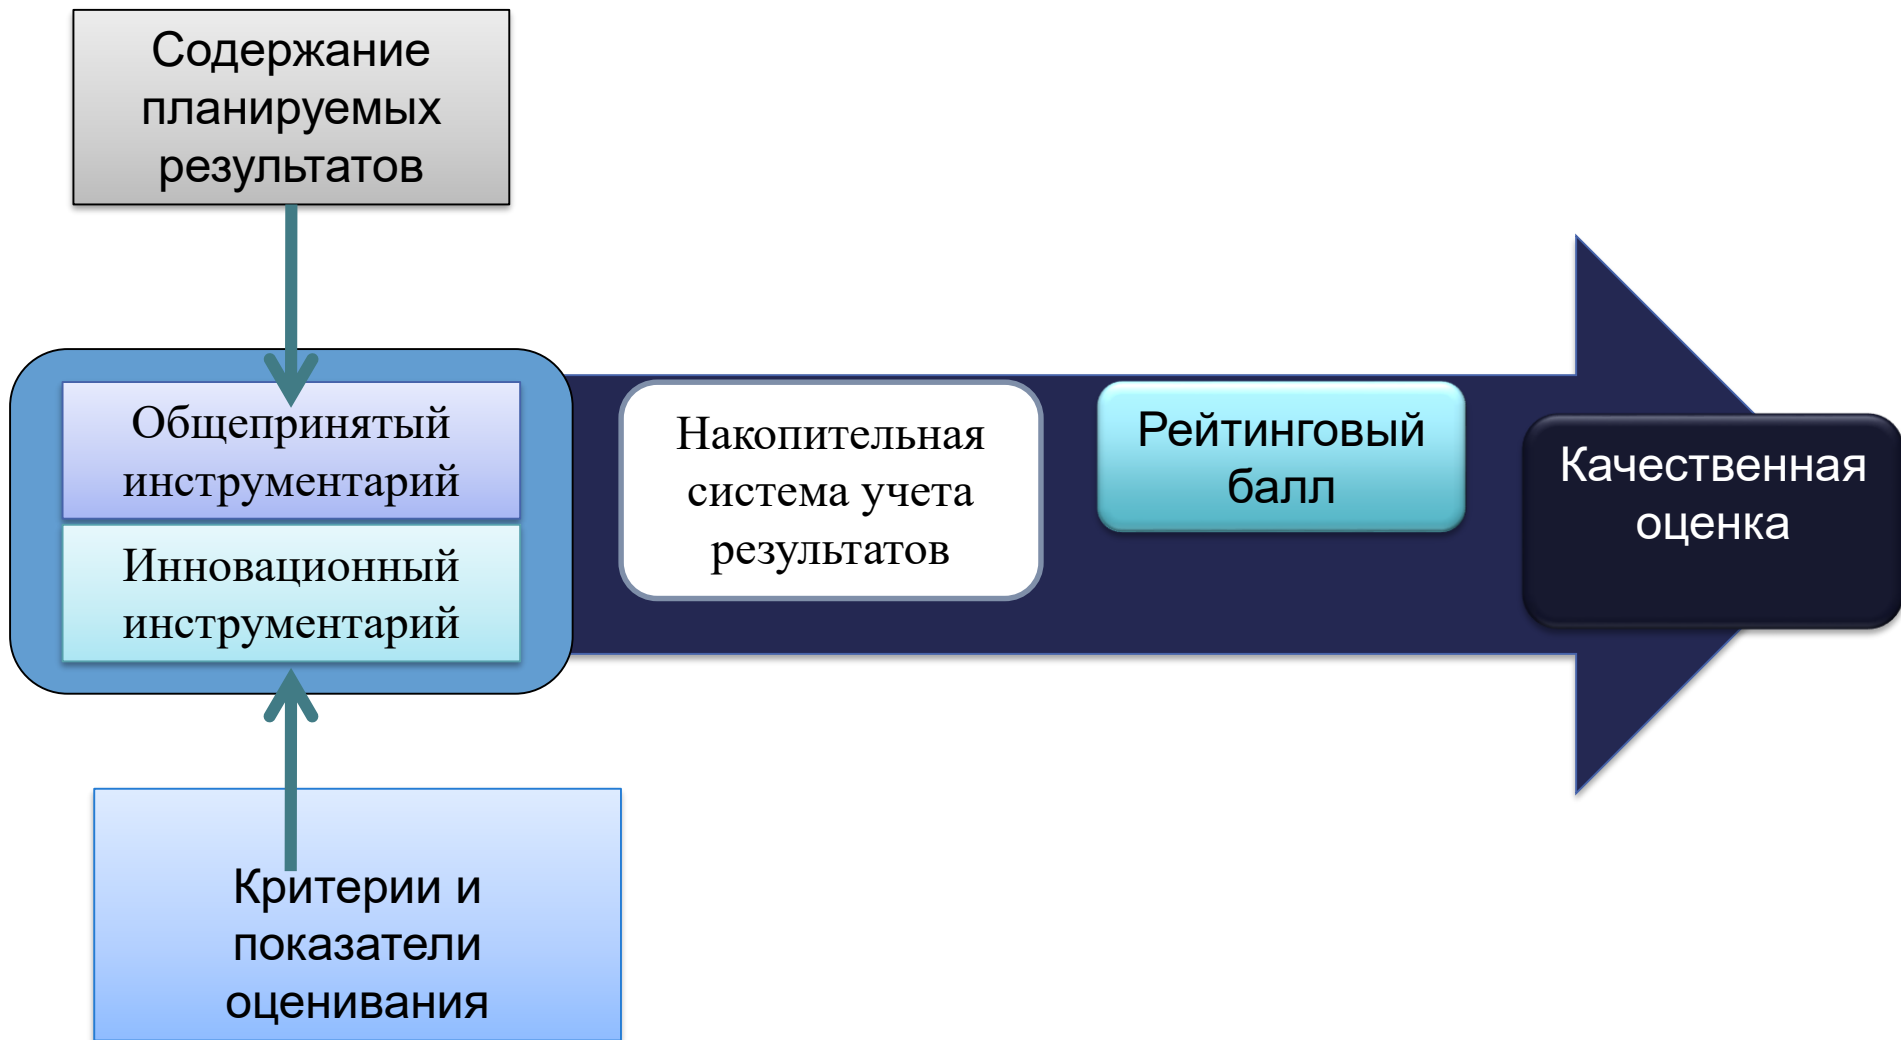 Содержание
планируемых
результатов
Общепринятый
инструментарий
Инновационный
инструментарий
Накопительная
система учета
результатов
Рейтинговый
балл
Качественная
оценка
Критерии и
показатели
оценивания